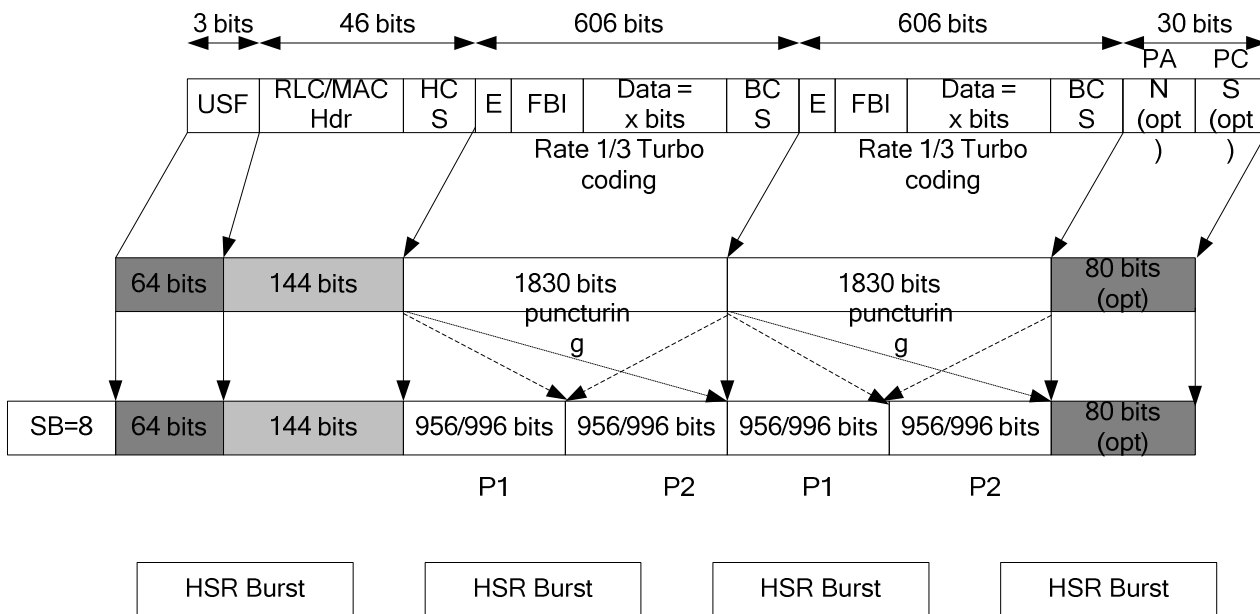 3 bits 46 bits 606 bits 606 bits 30 bits
USF
RLC/MAC
Hdr
HC
S
E
FBI
Data =
x bits
BC
S
E
FBI
Data =
x bits
BC
S
PA
N
(opt
)
PC
S
(opt
)
Rate 1/3 Turbo
coding
Rate 1/3 Turbo
coding
64 bits
144 bits
1830 bits
puncturin
g
1830 bits
puncturin
g
80 bits
(opt)
SB=8
64 bits
144 bits
956/996 bits
956/996 bits
956/996 bits
956/996 bits
80 bits
(opt)
P1 P2 P1 P2
HSR Burst HSR Burst HSR Burst HSR Burst